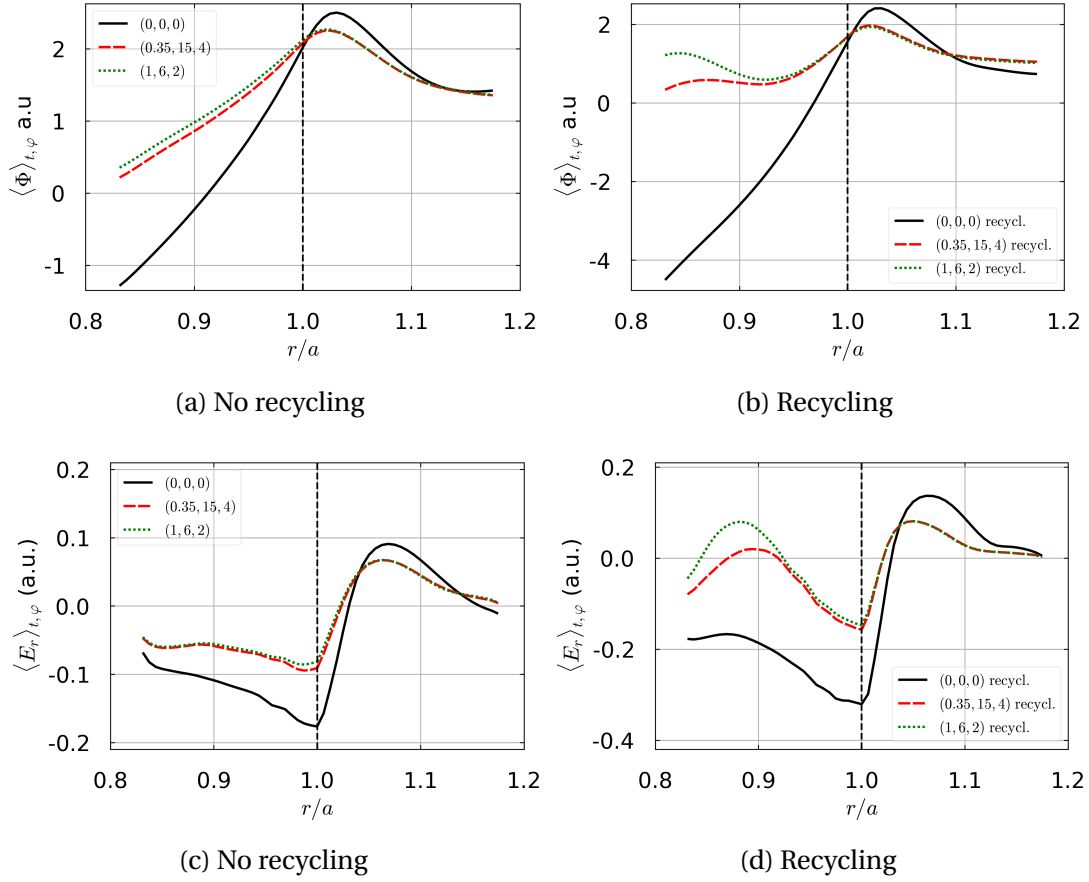 (0, 0, 0)
(0.35, 15, 4)
(1, 6, 2)
⟨Φ⟩t,φ a.u
2
1
0
-1
0.8 0.9 1.0 1.1 1.2
r/a
(a) No recycling
⟨Φ⟩t,φ a.u
2
0
-2
-4
(0, 0, 0) recycl.
(0.35, 15, 4) recycl.
(1, 6, 2) recycl.
0.8 0.9 1.0 1.1 1.2
r/a
(b) Recycling
⟨Er⟩t,φ (a.u.)
0.2
0.1
0.0
-0.1
-0.2
(0, 0, 0)
(0.35, 15, 4)
(1, 6, 2)
0.8 0.9 1.0 1.1 1.2
r/a
(c) No recycling
⟨Er⟩t,φ (a.u.)
0.2
0.0
-0.2
-0.4
(0, 0, 0) recycl.
(0.35, 15, 4) recycl.
(1, 6, 2) recycl.
0.8 0.9 1.0 1.1 1.2
r/a
(d) Recycling